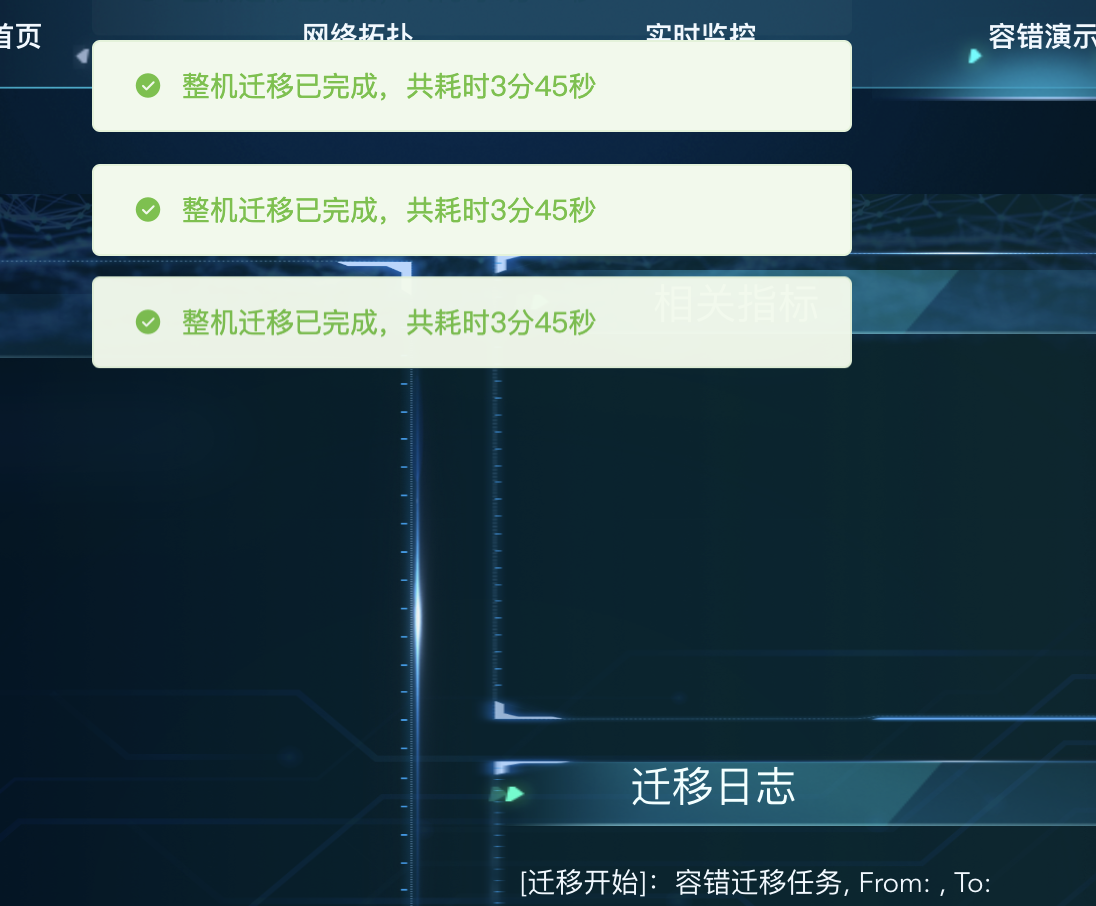 首页
网络拓扑
实时监控
容错演示
整机迁移已完成，共耗时3分45秒
整机迁移已完成，共耗时3分45秒
相关指标
整机迁移已完成，共耗时3分45秒
迁移日志
[迁移开始]：容错迁移任务, From: , To: